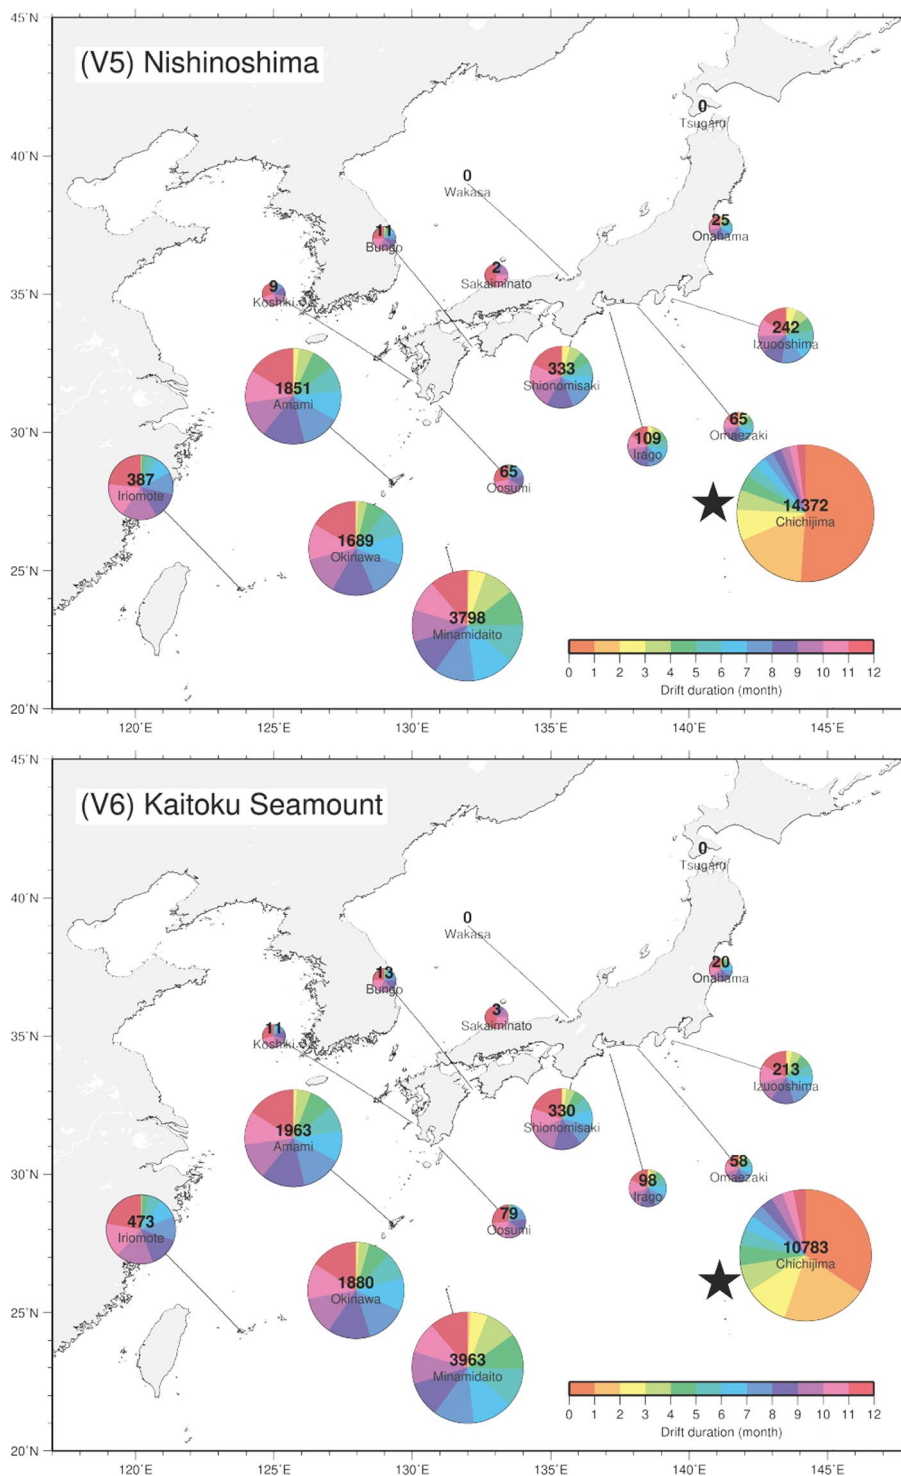 45˚N
(V5) Nishinoshima
0
Tsugaru
40˚N
0
Wakasa
25
Onahama
11
Bungo
2
Sakaiminato
9
Koshiki
35˚N
242
Izuooshima
333
Shionomisaki
1851
Amami
65
Omaezaki
109
Irago
30˚N
65
Oosumi
387
Iriomote
14372
Chichijima
1689
Okinawa
25˚N
3798
Minamidaito
0 1 2 3 4 5 6 7 8 9 10 11 12
Drift duration (month)
20˚N
120˚E 125˚E 130˚E 135˚E 140˚E 145˚E
45˚N
(V6) Kaitoku Seamount
0
Tsugaru
40˚N
0
Wakasa
20
Onahama
13
Bungo
3
Sakaiminato
11
Koshiki
35˚N
213
Izuooshima
330
Shionomisaki
1963
Amami
58
Omaezaki
98
Irago
30˚N
79
Oosumi
473
Iriomote
10783
Chichijima
1880
Okinawa
25˚N
3963
Minamidaito
0 1 2 3 4 5 6 7 8 9 10 11 12
Drift duration (month)
20˚N
120˚E 125˚E 130˚E 135˚E 140˚E 145˚E